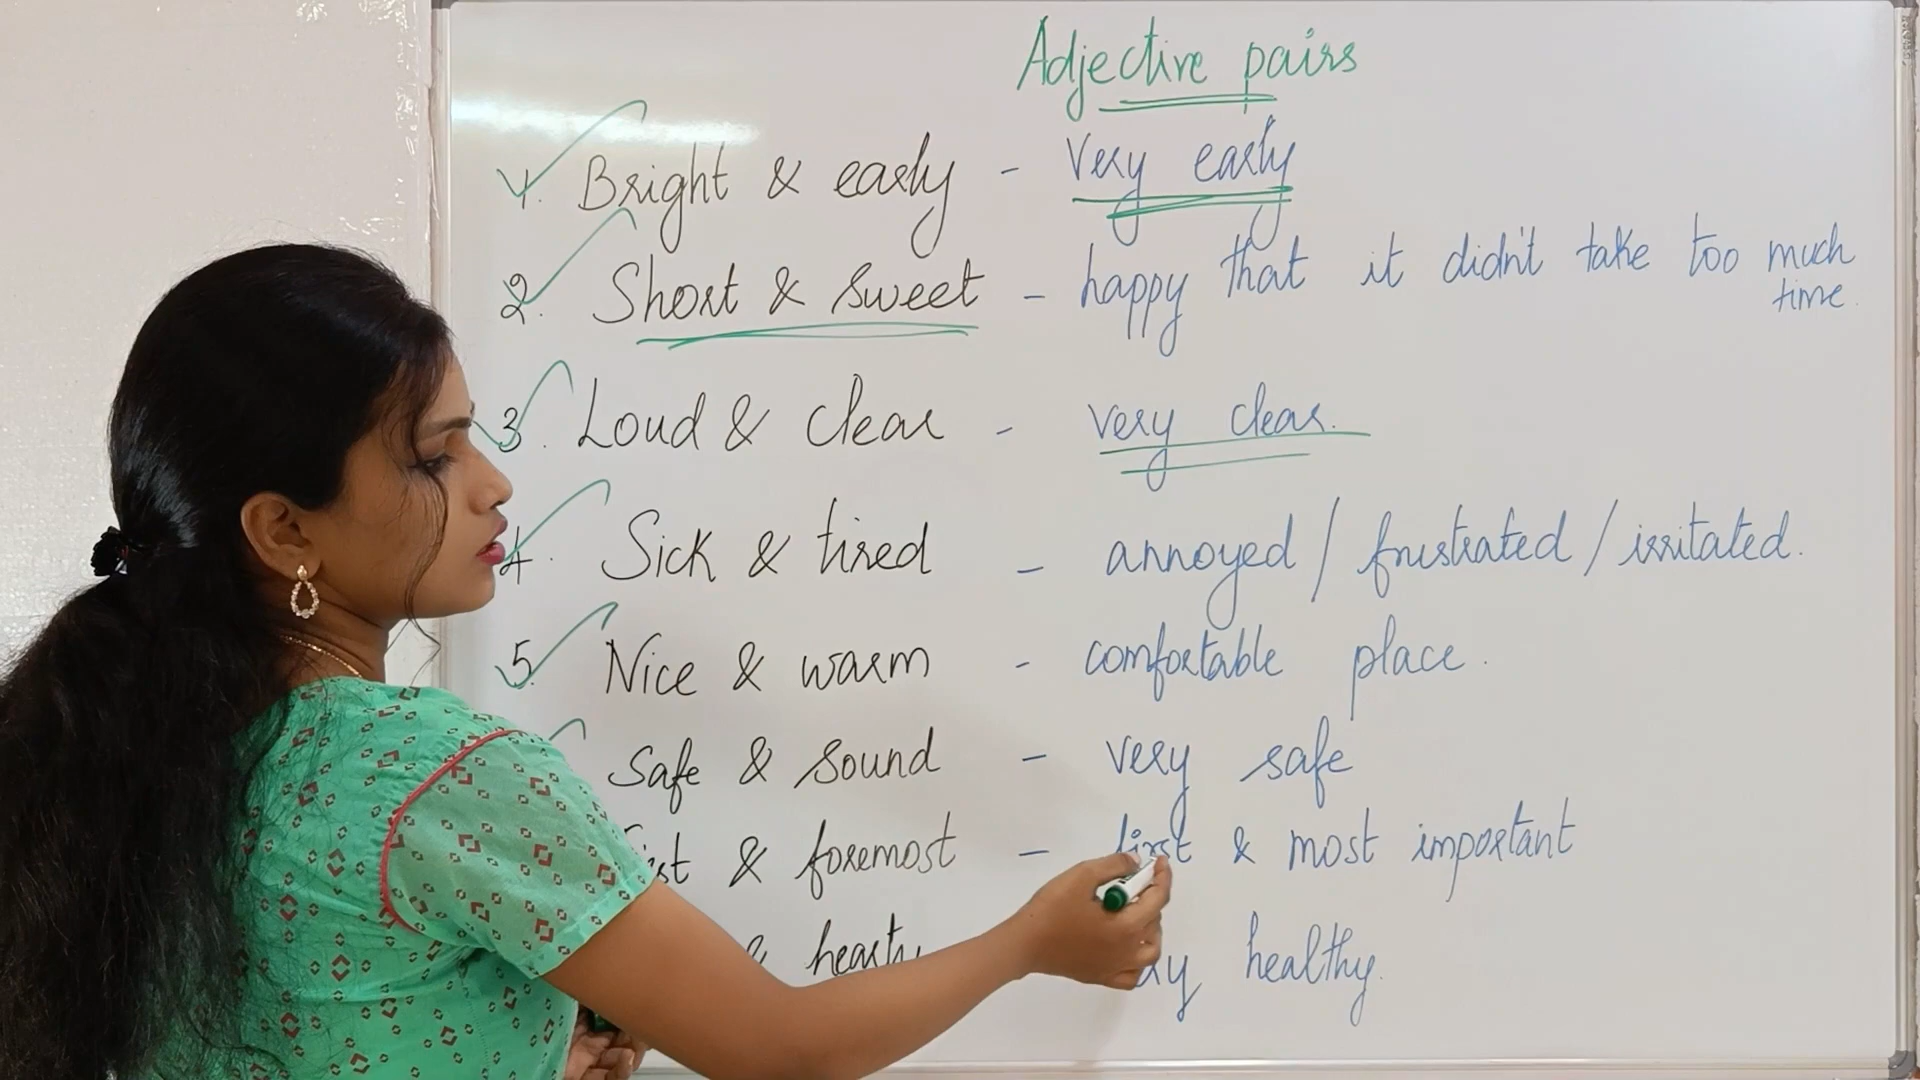 Adjective pairs
1. Bright & early - Very early
2. Short & sweet - happy that it didn't take too much
time.
3. Loud & clear - very clear.
4. Sick & tired - annoyed / frustrated / irritated.
5. Nice & warm - comfortable place.
Safe & sound - very safe
& foremost - first & most important
& hearty healthy.